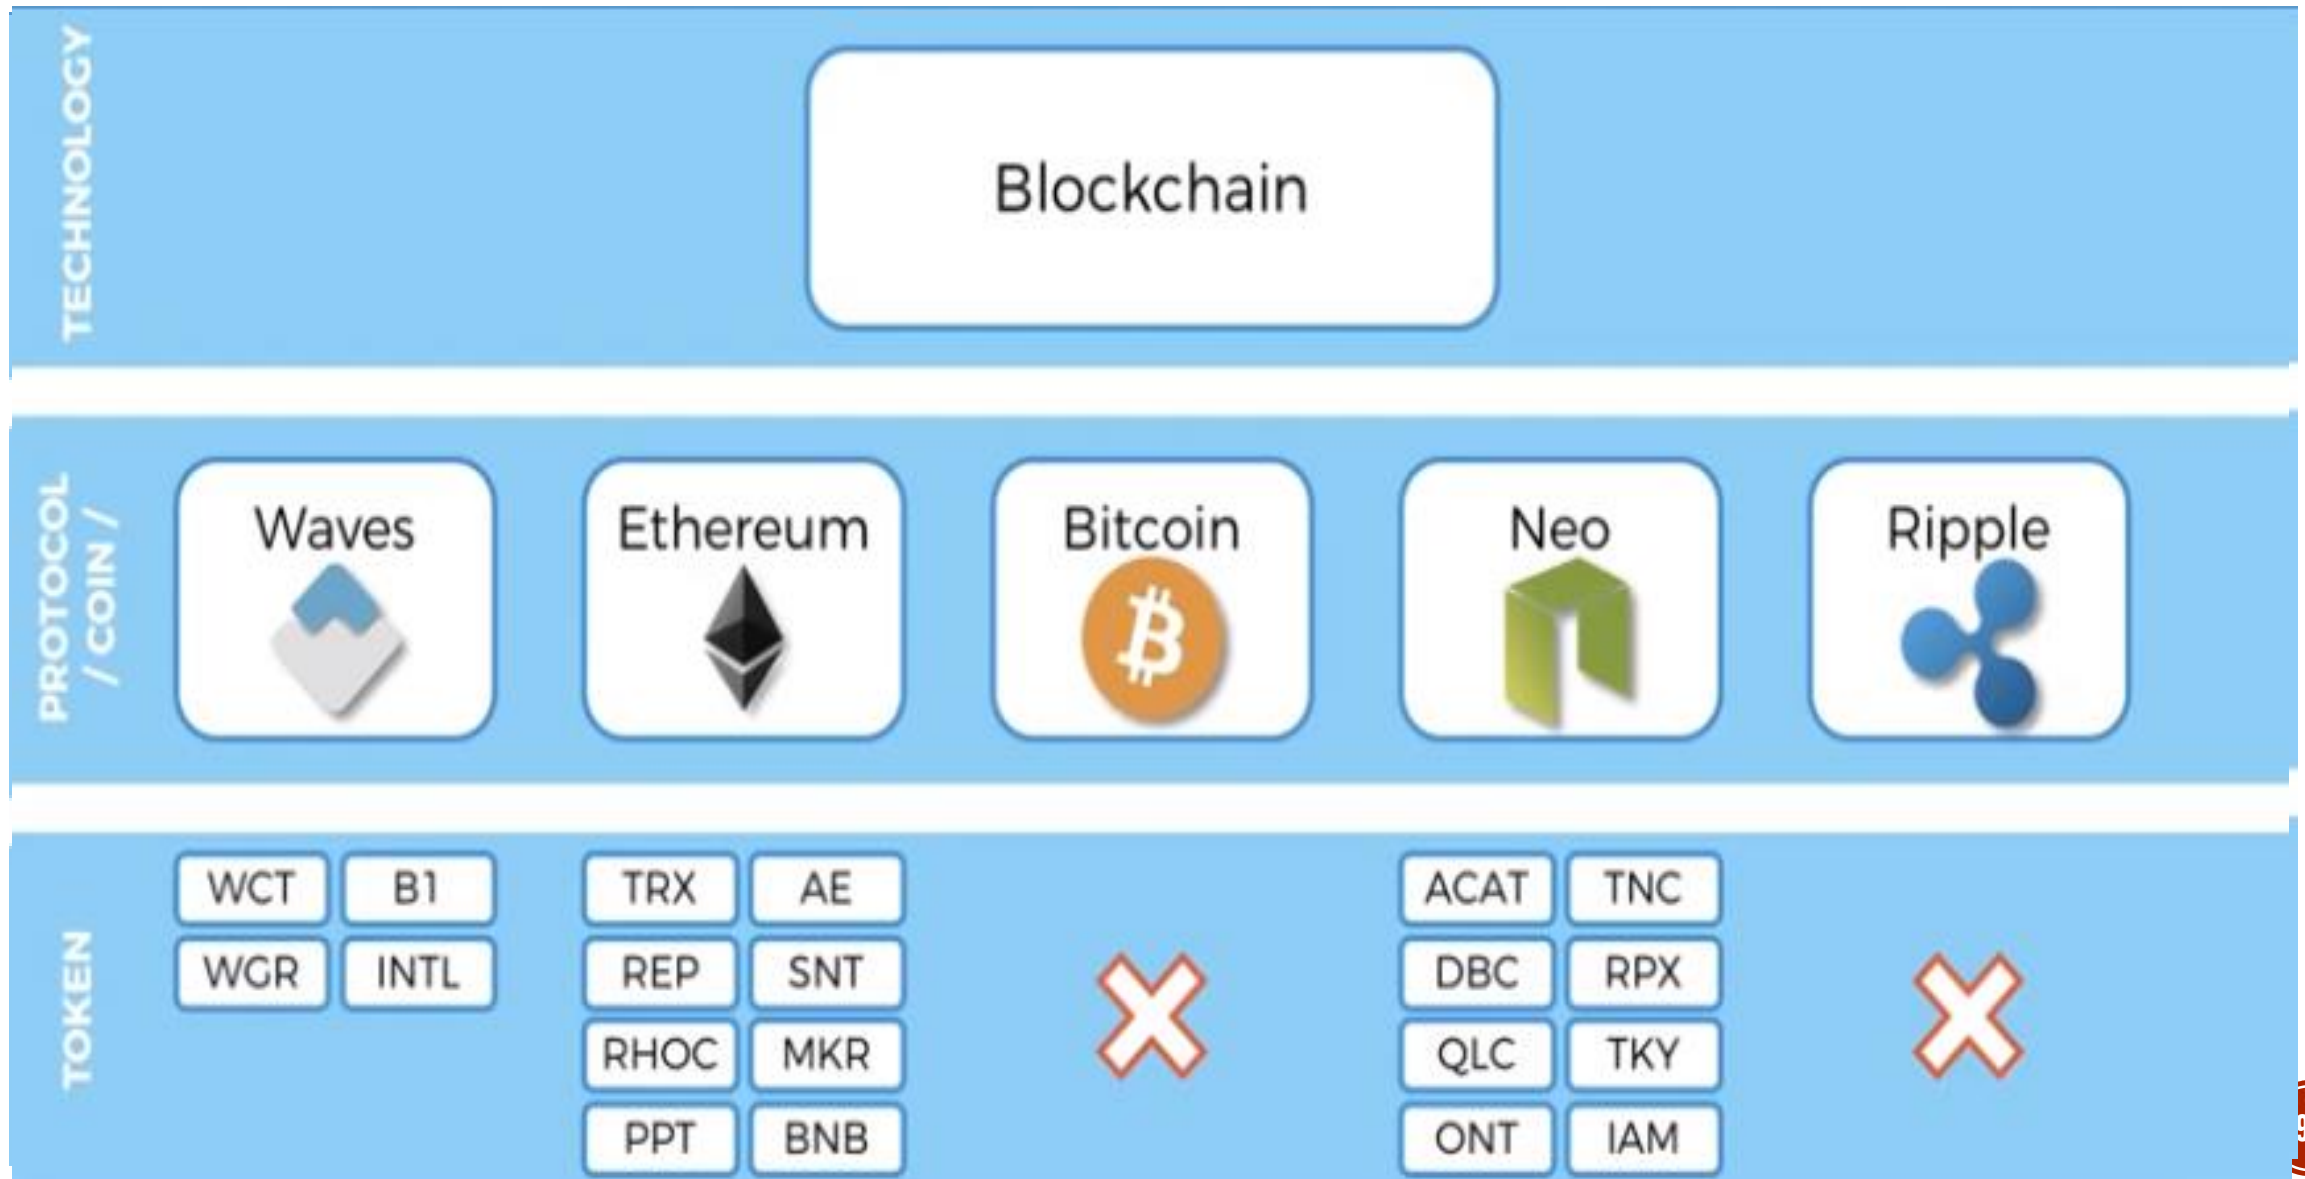 TECHNOLOGY
Blockchain
PROTOCOL
/ COIN /
Waves
Ethereum
Bitcoin
Neo
Ripple
TOKEN
WCT B1
WGR INTL
TRX AE
REP SNT
RHOC MKR
PPT BNB
ACAT TNC
DBC RPX
QLC TKY
ONT IAM